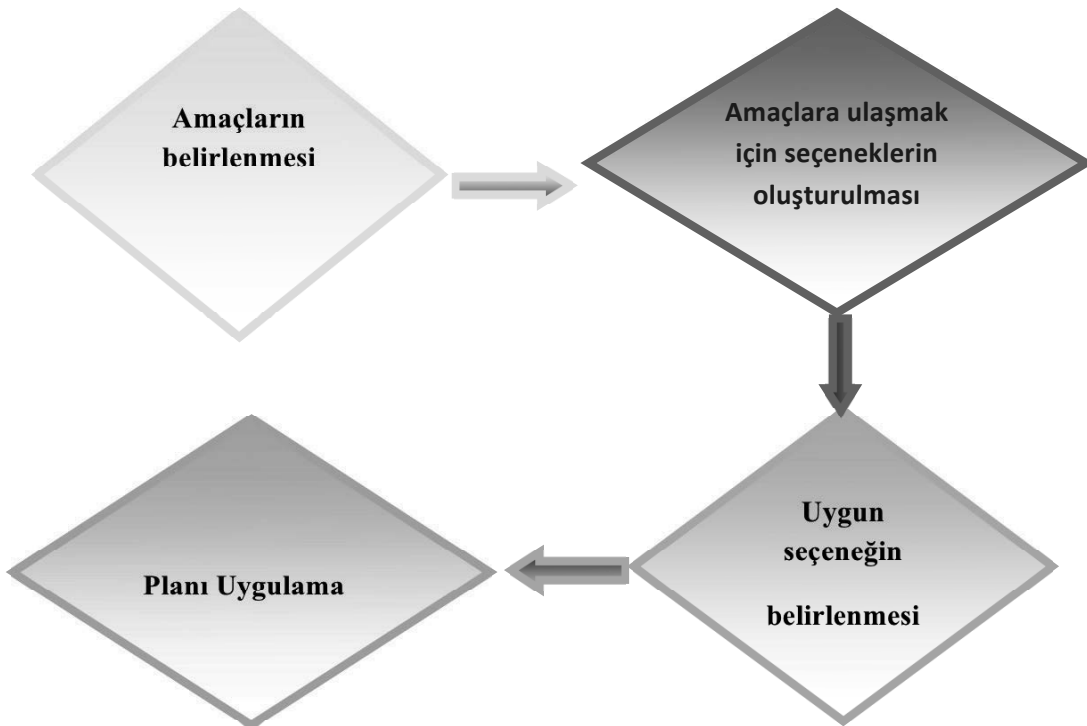 Amaçların
belirlenmesi
Amaçlara ulaşmak
için seçeneklerin
oluşturulması
Uygun
seçeneğin
belirlenmesi
Planı Uygulama